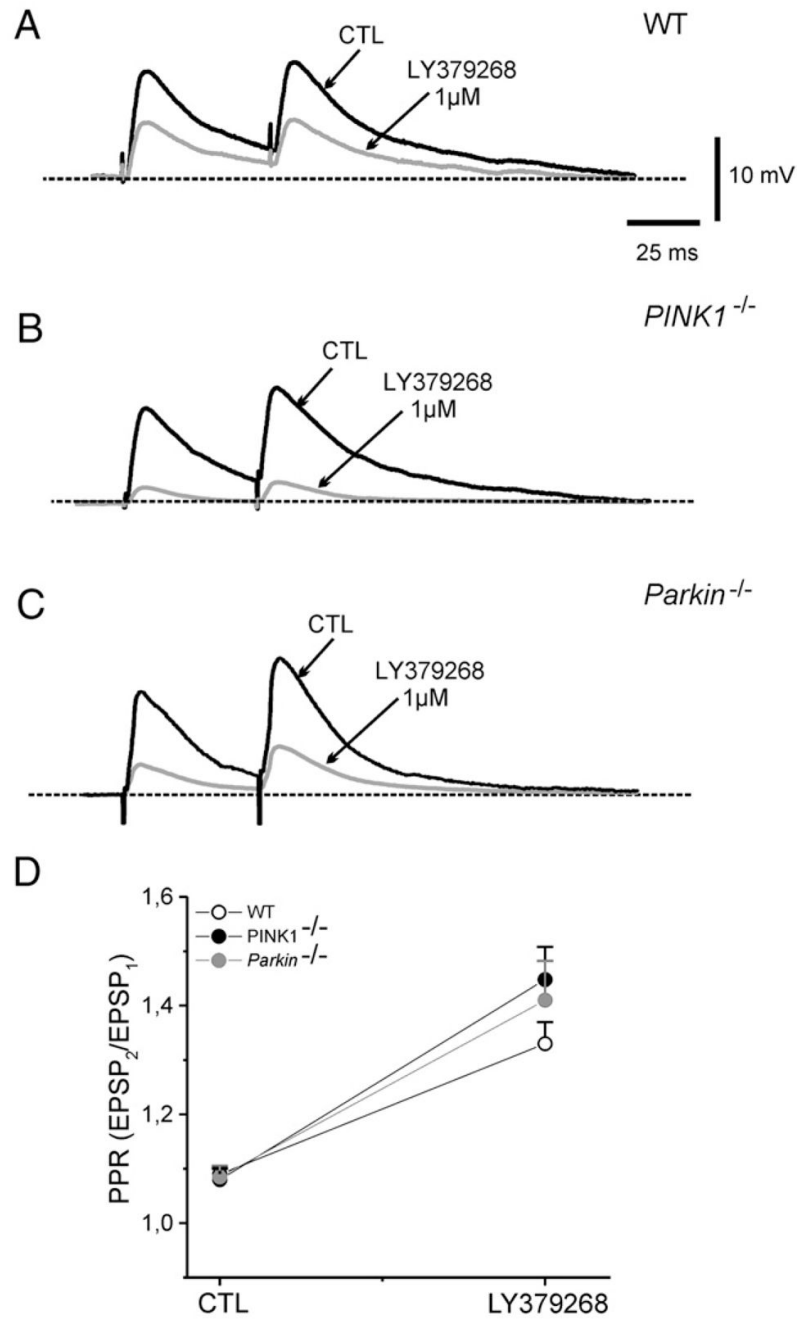 A
WT
CTL
LY379268
1µM
10 mV
25 ms
B
PINK1 -/-
CTL
LY379268
1µM
C
Parkin -/-
CTL
LY379268
1µM
D
1,6
WT
PINK1 -/-
Parkin -/-
1,4
PPR (EPSP2/EPSP1)
1,2
1,0
CTL
LY379268